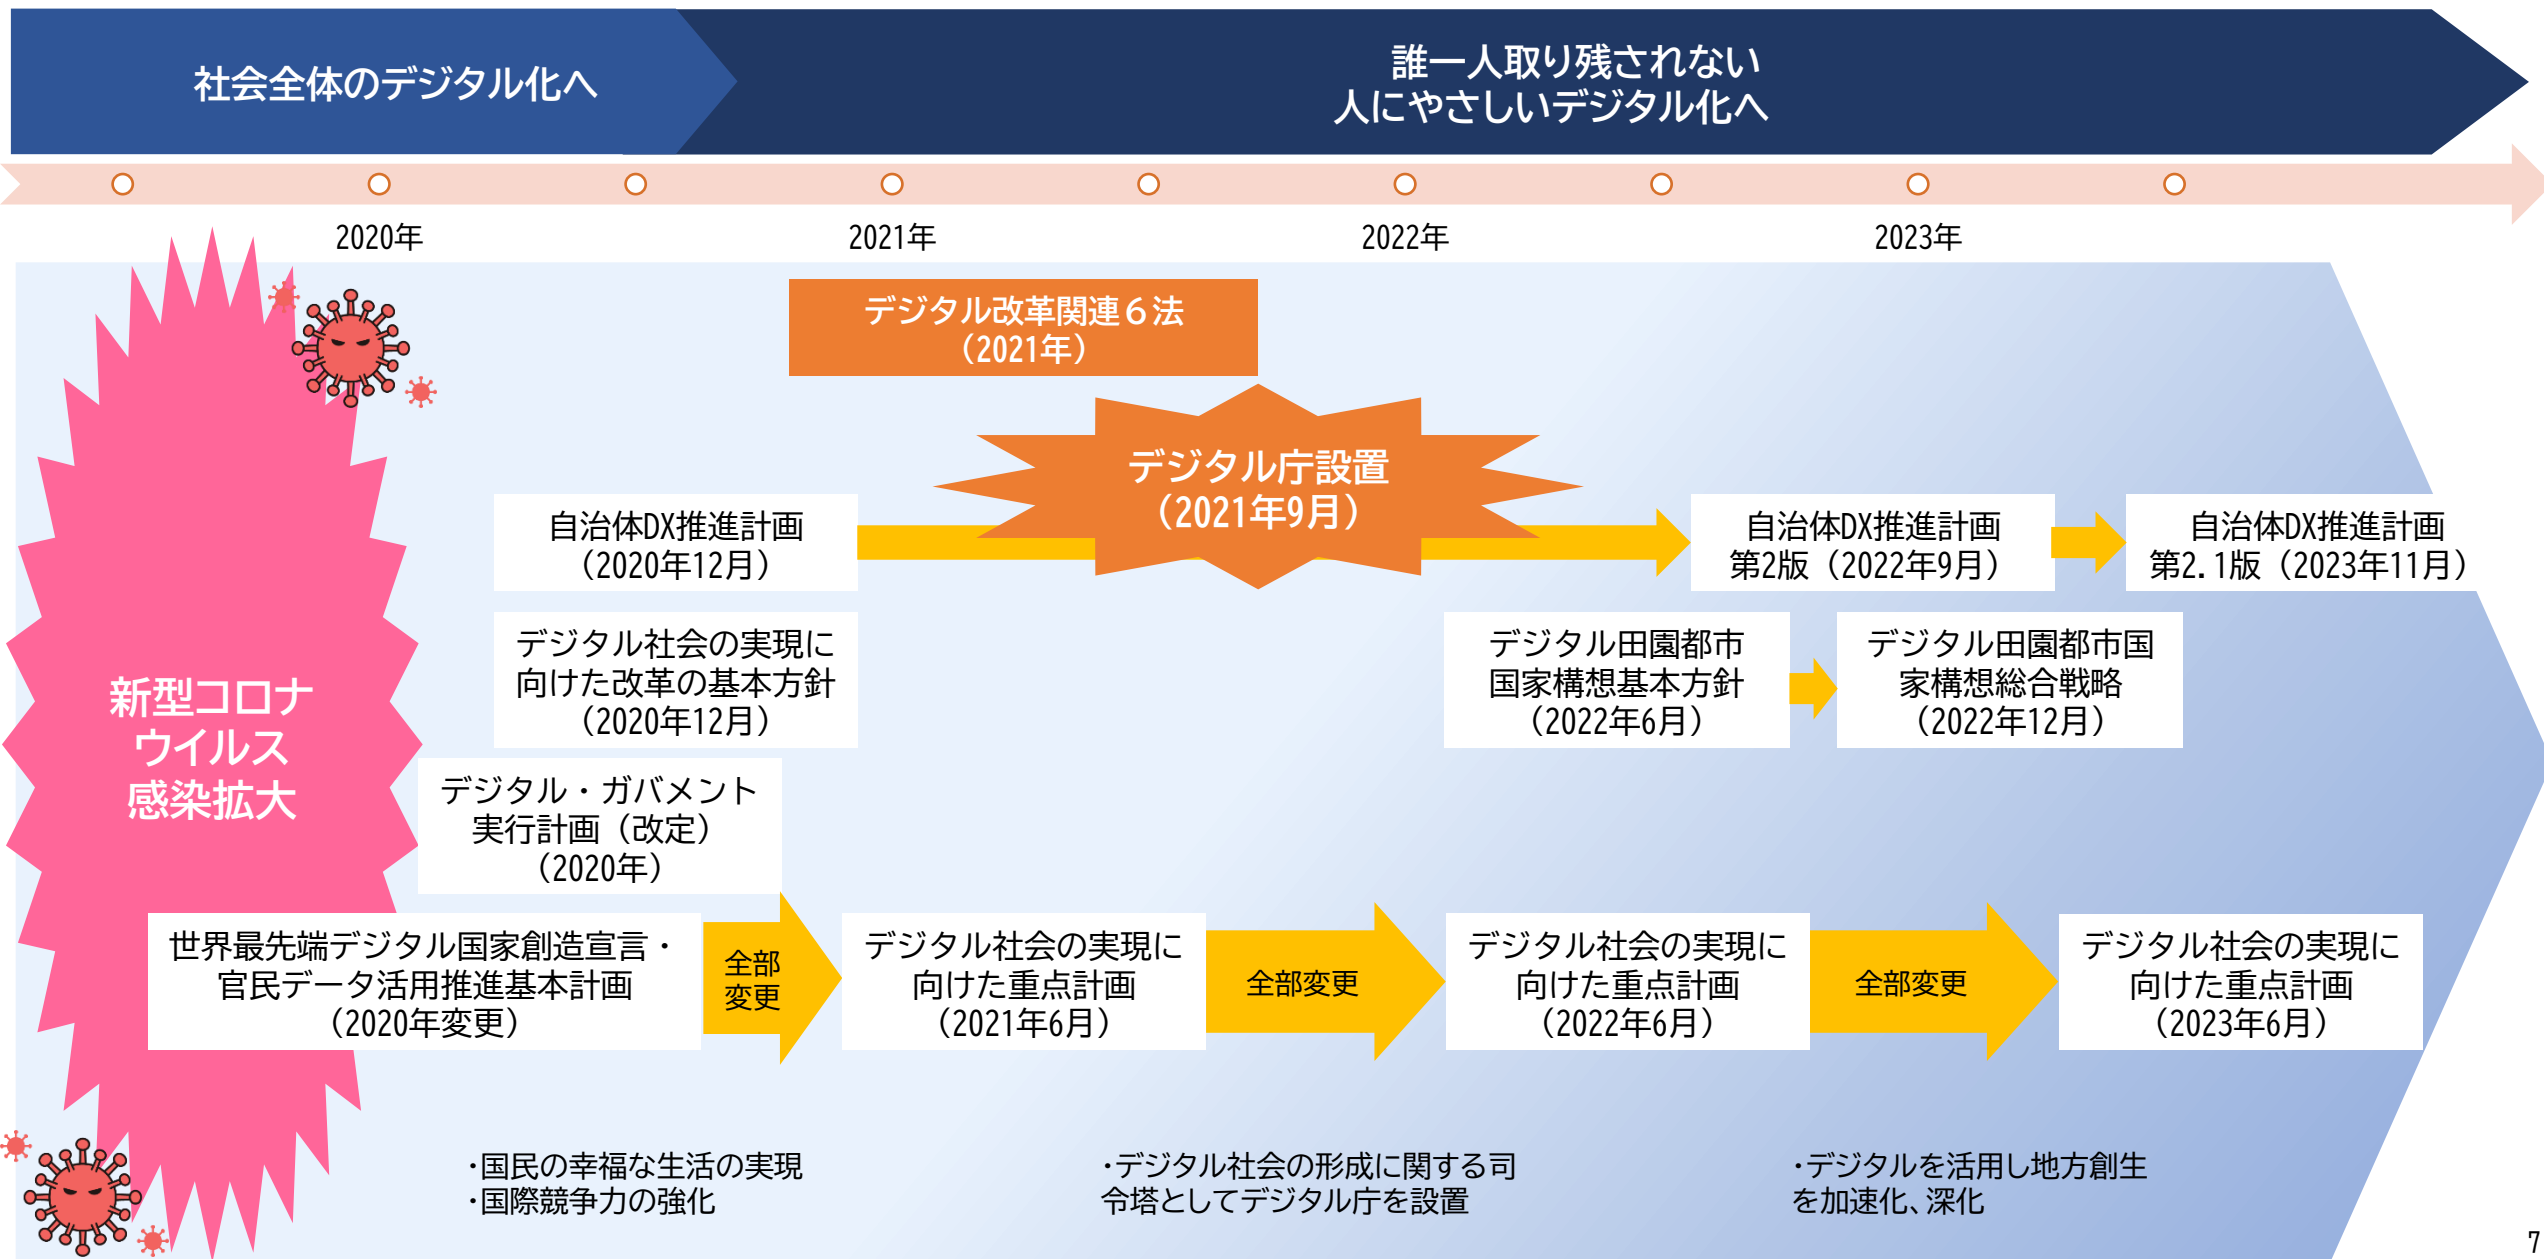 社会全体のデジタル化へ
誰一人取り残されない
人にやさしいデジタル化へ
2020年
2021年
2022年
2023年
デジタル改革関連６法
（2021年）
デジタル庁設置
（2021年9月）
自治体DX推進計画
（2020年12月）
自治体DX推進計画
第2版（2022年9月）
自治体DX推進計画
第2.1版（2023年11月）
デジタル社会の実現に
向けた改革の基本方針
（2020年12月）
デジタル田園都市
国家構想基本方針
（2022年6月）
デジタル田園都市国
家構想総合戦略
（2022年12月）
新型コロナ
ウイルス
感染拡大
デジタル・ガバメント
実行計画（改定）
（2020年）
世界最先端デジタル国家創造宣言・
官民データ活用推進基本計画
（2020年変更）
全部
変更
デジタル社会の実現に
向けた重点計画
（2021年6月）
全部変更
デジタル社会の実現に
向けた重点計画
（2022年6月）
全部変更
デジタル社会の実現に
向けた重点計画
（2023年6月）
・国民の幸福な生活の実現
・国際競争力の強化
・デジタル社会の形成に関する司
令塔としてデジタル庁を設置
・デジタルを活用し地方創生
を加速化、深化
7